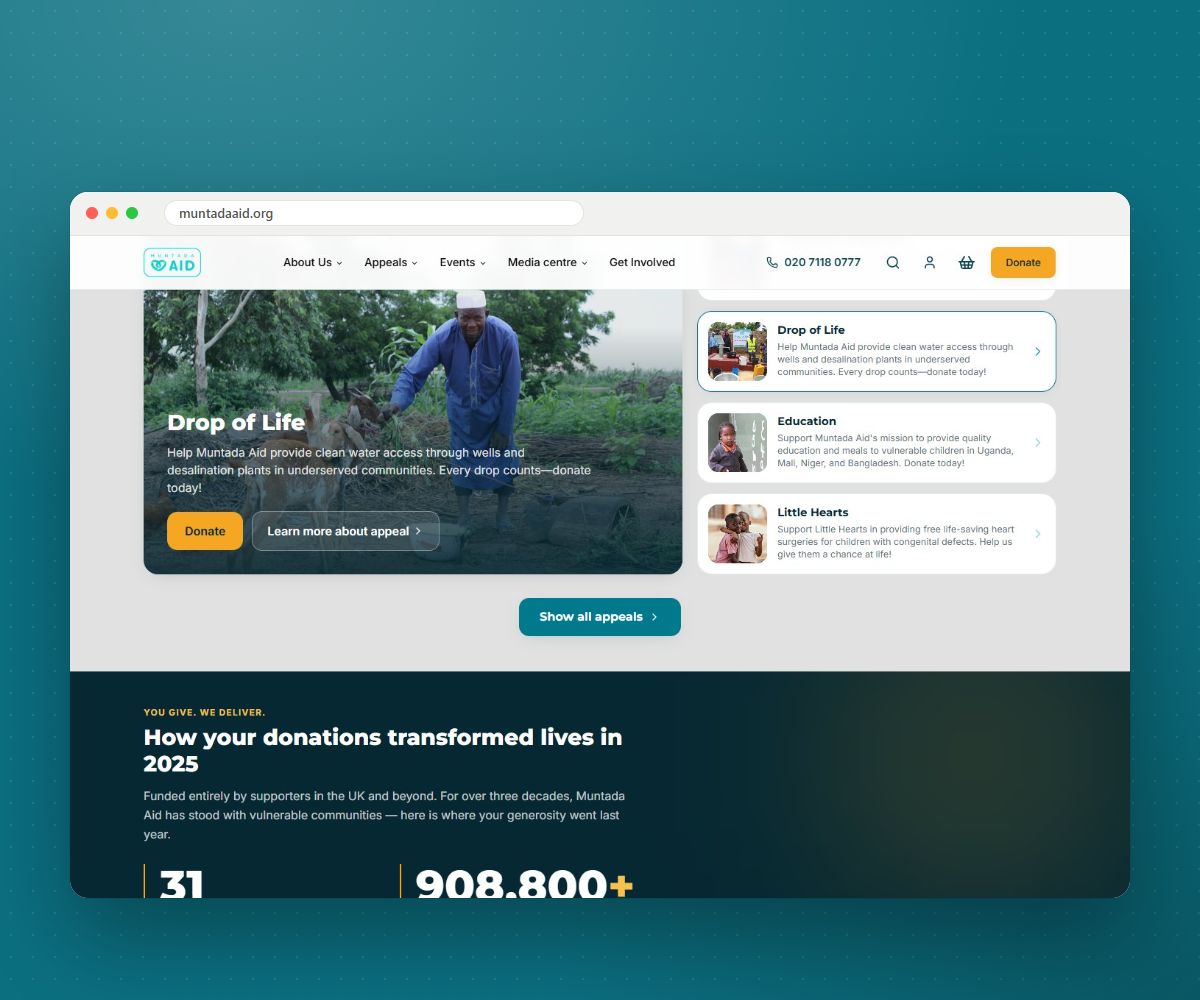 muntadaaid.org
MUNTADA
AID
About Us
Appeals
Events
Media centre
Get Involved
020 7118 0777
Donate
Drop of Life
Help Muntada Aid provide clean water access through wells and
desalination plants in underserved communities. Every drop counts—donate
today!
Donate
Learn more about appeal
Drop of Life
Help Muntada Aid provide clean water access through
wells and desalination plants in underserved
communities. Every drop counts—donate today!
Education
Support Muntada Aid's mission to provide quality
education and meals to vulnerable children in Uganda,
Mali, Niger, and Bangladesh. Donate today!
Little Hearts
Support Little Hearts in providing free life-saving heart
surgeries for children with congenital defects. Help us
give them a chance at life!
Show all appeals
YOU GIVE. WE DELIVER.
How your donations transformed lives in
2025
Funded entirely by supporters in the UK and beyond. For over three decades, Muntada
Aid has stood with vulnerable communities — here is where your generosity went last
year.
31
908,800+